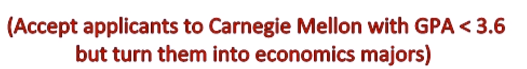 (Accept applicants to Carnegie Mellon with GPA < 3.6
but turn them into economics majors)